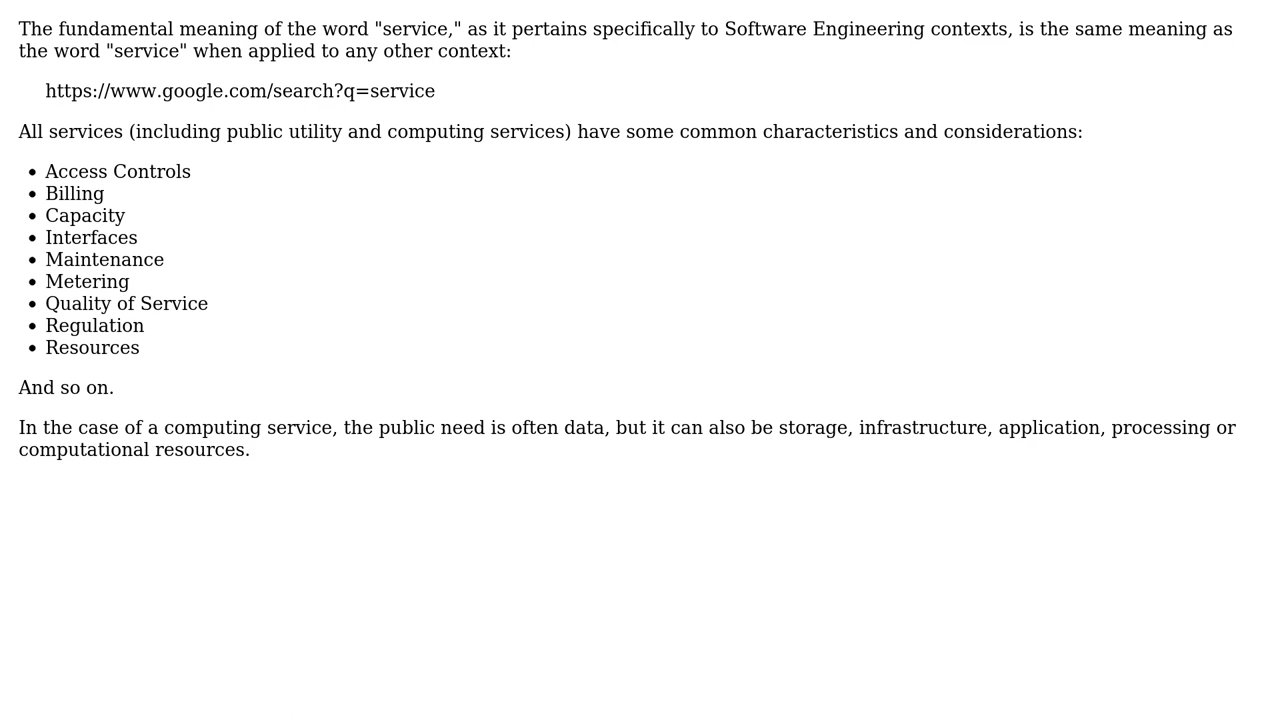 The fundamental meaning of the word "service," as it pertains specifically to Software Engineering contexts, is the same meaning as
the word "service" when applied to any other context:
https://www.google.com/search?q=service
All services (including public utility and computing services) have some common characteristics and considerations:
• Access Controls
• Billing
• Capacity
• Interfaces
• Maintenance
• Metering
• Quality of Service
• Regulation
• Resources
And so on.
In the case of a computing service, the public need is often data, but it can also be storage, infrastructure, application, processing or
computational resources.